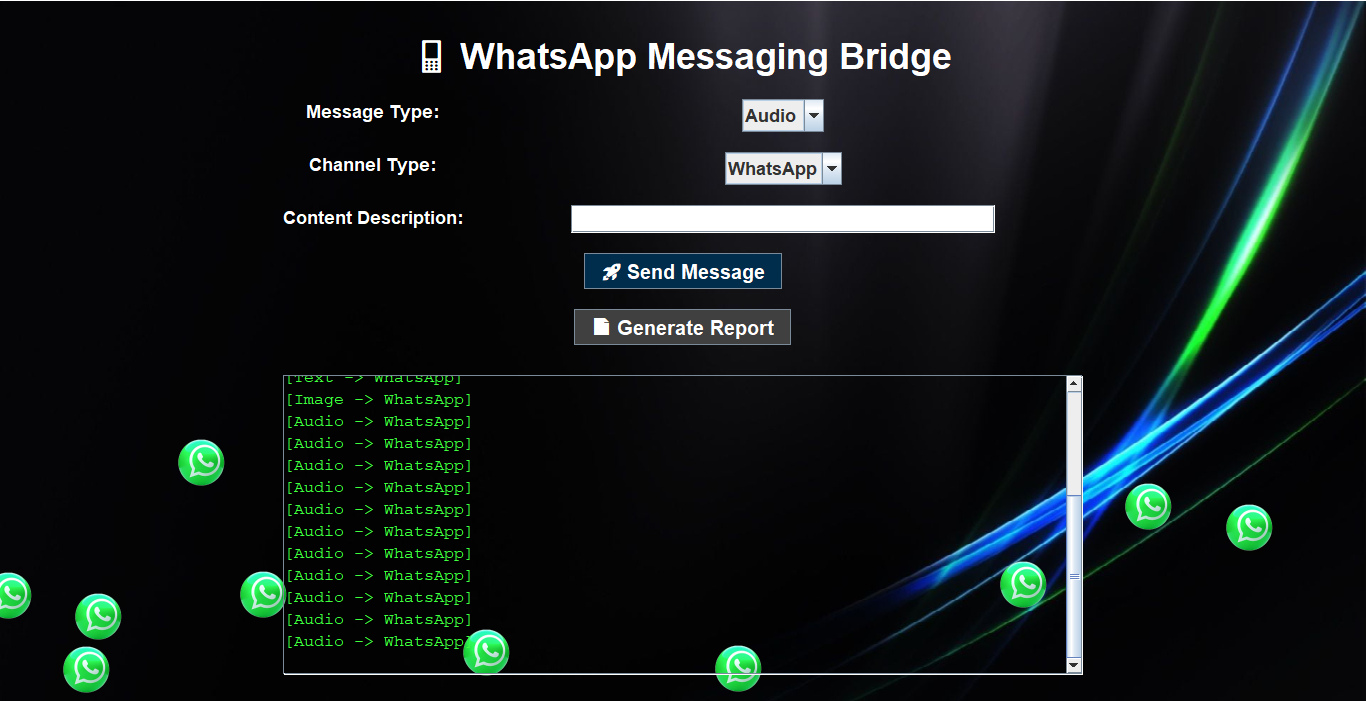 WhatsApp Messaging Bridge
Message Type:
Audio
Channel Type:
WhatsApp
Content Description:
Send Message
Generate Report
[Text -> WhatsApp]
[Image -> WhatsApp]
[Audio -> WhatsApp]
[Audio -> WhatsApp]
[Audio -> WhatsApp]
[Audio -> WhatsApp]
[Audio -> WhatsApp]
[Audio -> WhatsApp]
[Audio -> WhatsApp]
[Audio -> WhatsApp]
[Audio -> WhatsApp]
[Audio -> WhatsApp]
[Audio -> WhatsApp]